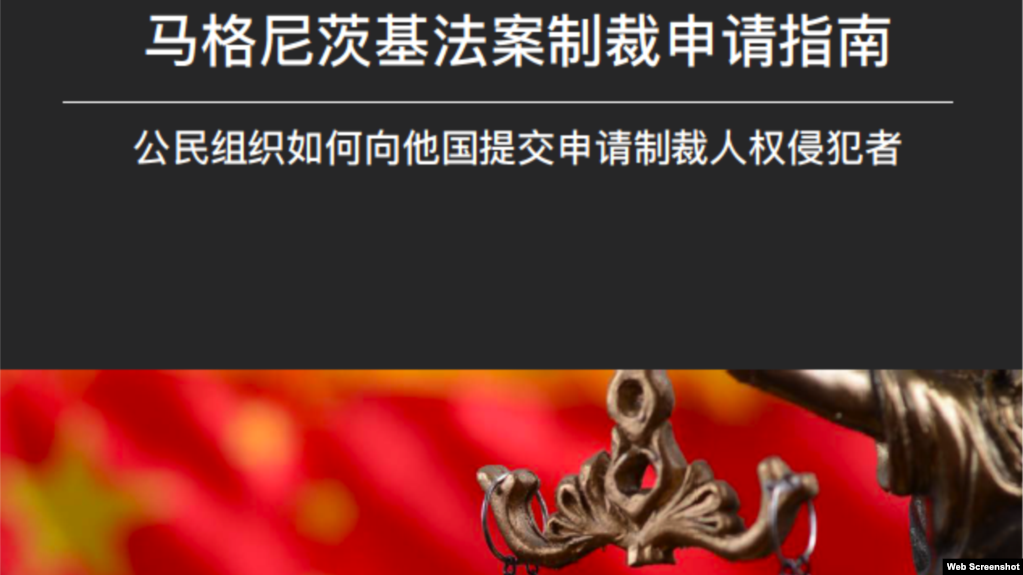 马格尼茨基法案制裁申请指南
公民组织如何向他国提交申请制裁人权侵犯者
Web Screenshot